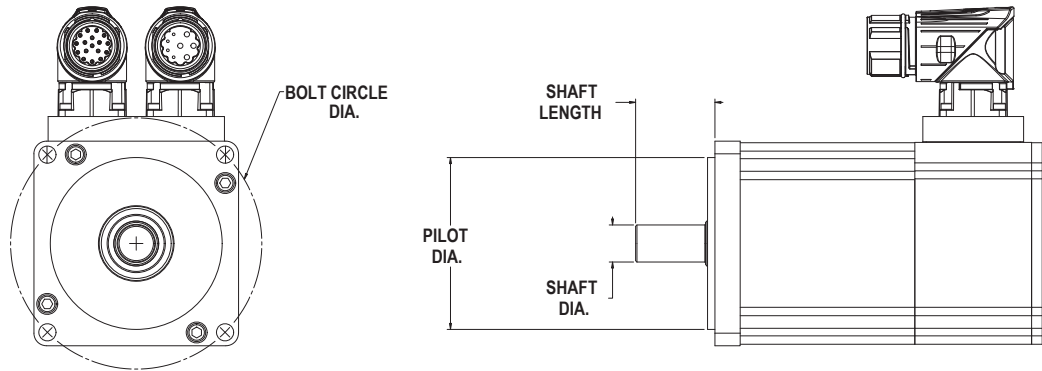 BOLT CIRCLE
DIA.
SHAFT
LENGTH
PILOT
DIA.
SHAFT
DIA.